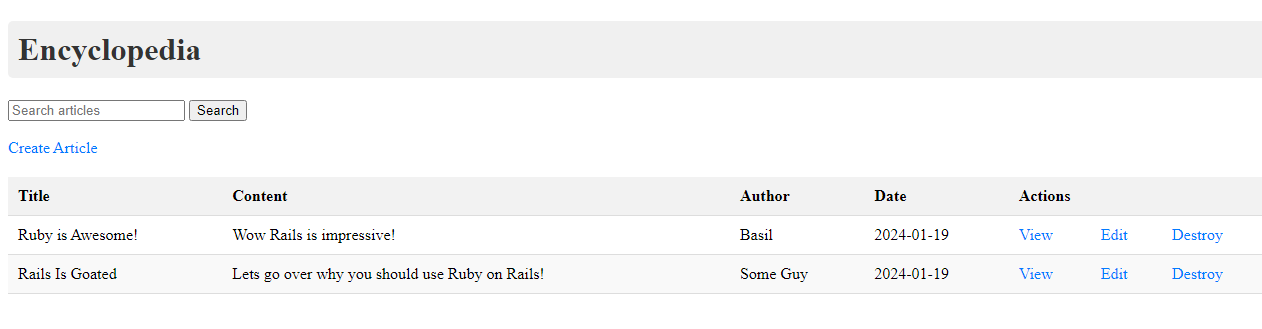 Encyclopedia
Search articles Search
Create Article
Title Content Author Date Actions
Ruby is Awesome! Wow Rails is impressive! Basil 2024-01-19 View Edit Destroy
Rails Is Goated Lets go over why you should use Ruby on Rails! Some Guy 2024-01-19 View Edit Destroy